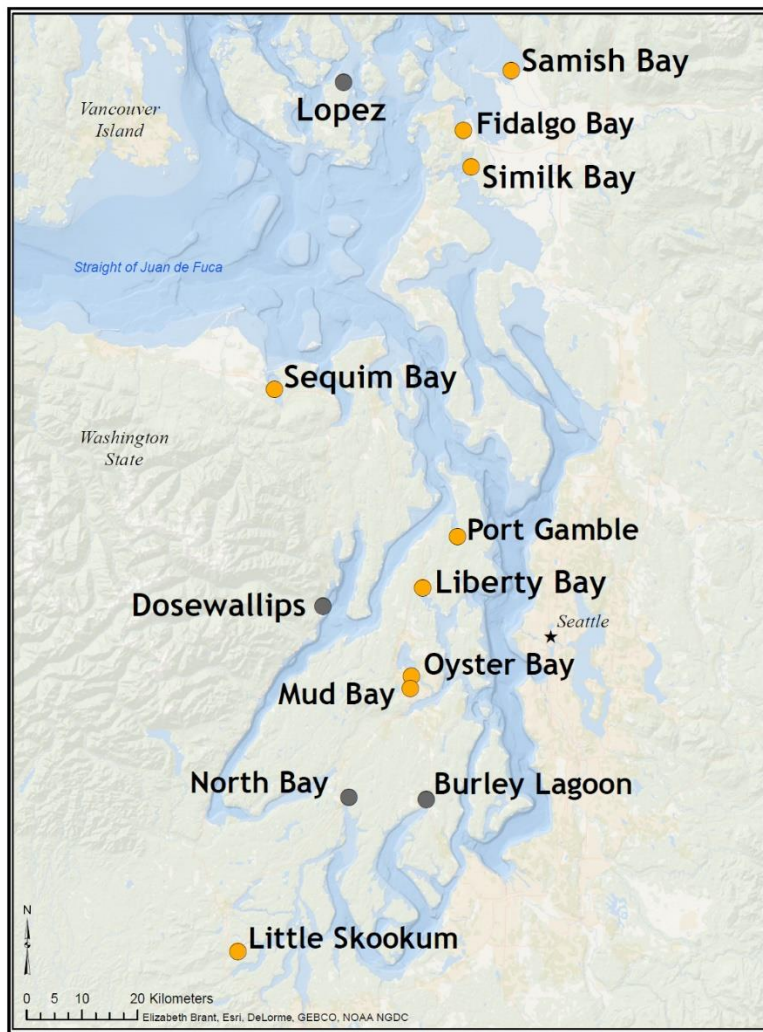 Samish Bay
Vancouver
Island
Lopez
Fidalgo Bay
Similk Bay
Straight of Juan de Fuca
Sequim Bay
Washington
State
Port Gamble
Liberty Bay
Dosewallips
Seattle
Oyster Bay
Mud Bay
North Bay
Burley Lagoon
N
Little Skookum
0 5 10 20 Kilometers
Elizabeth Brant, Esri, DeLorme, GEBCO, NOAA NGDC